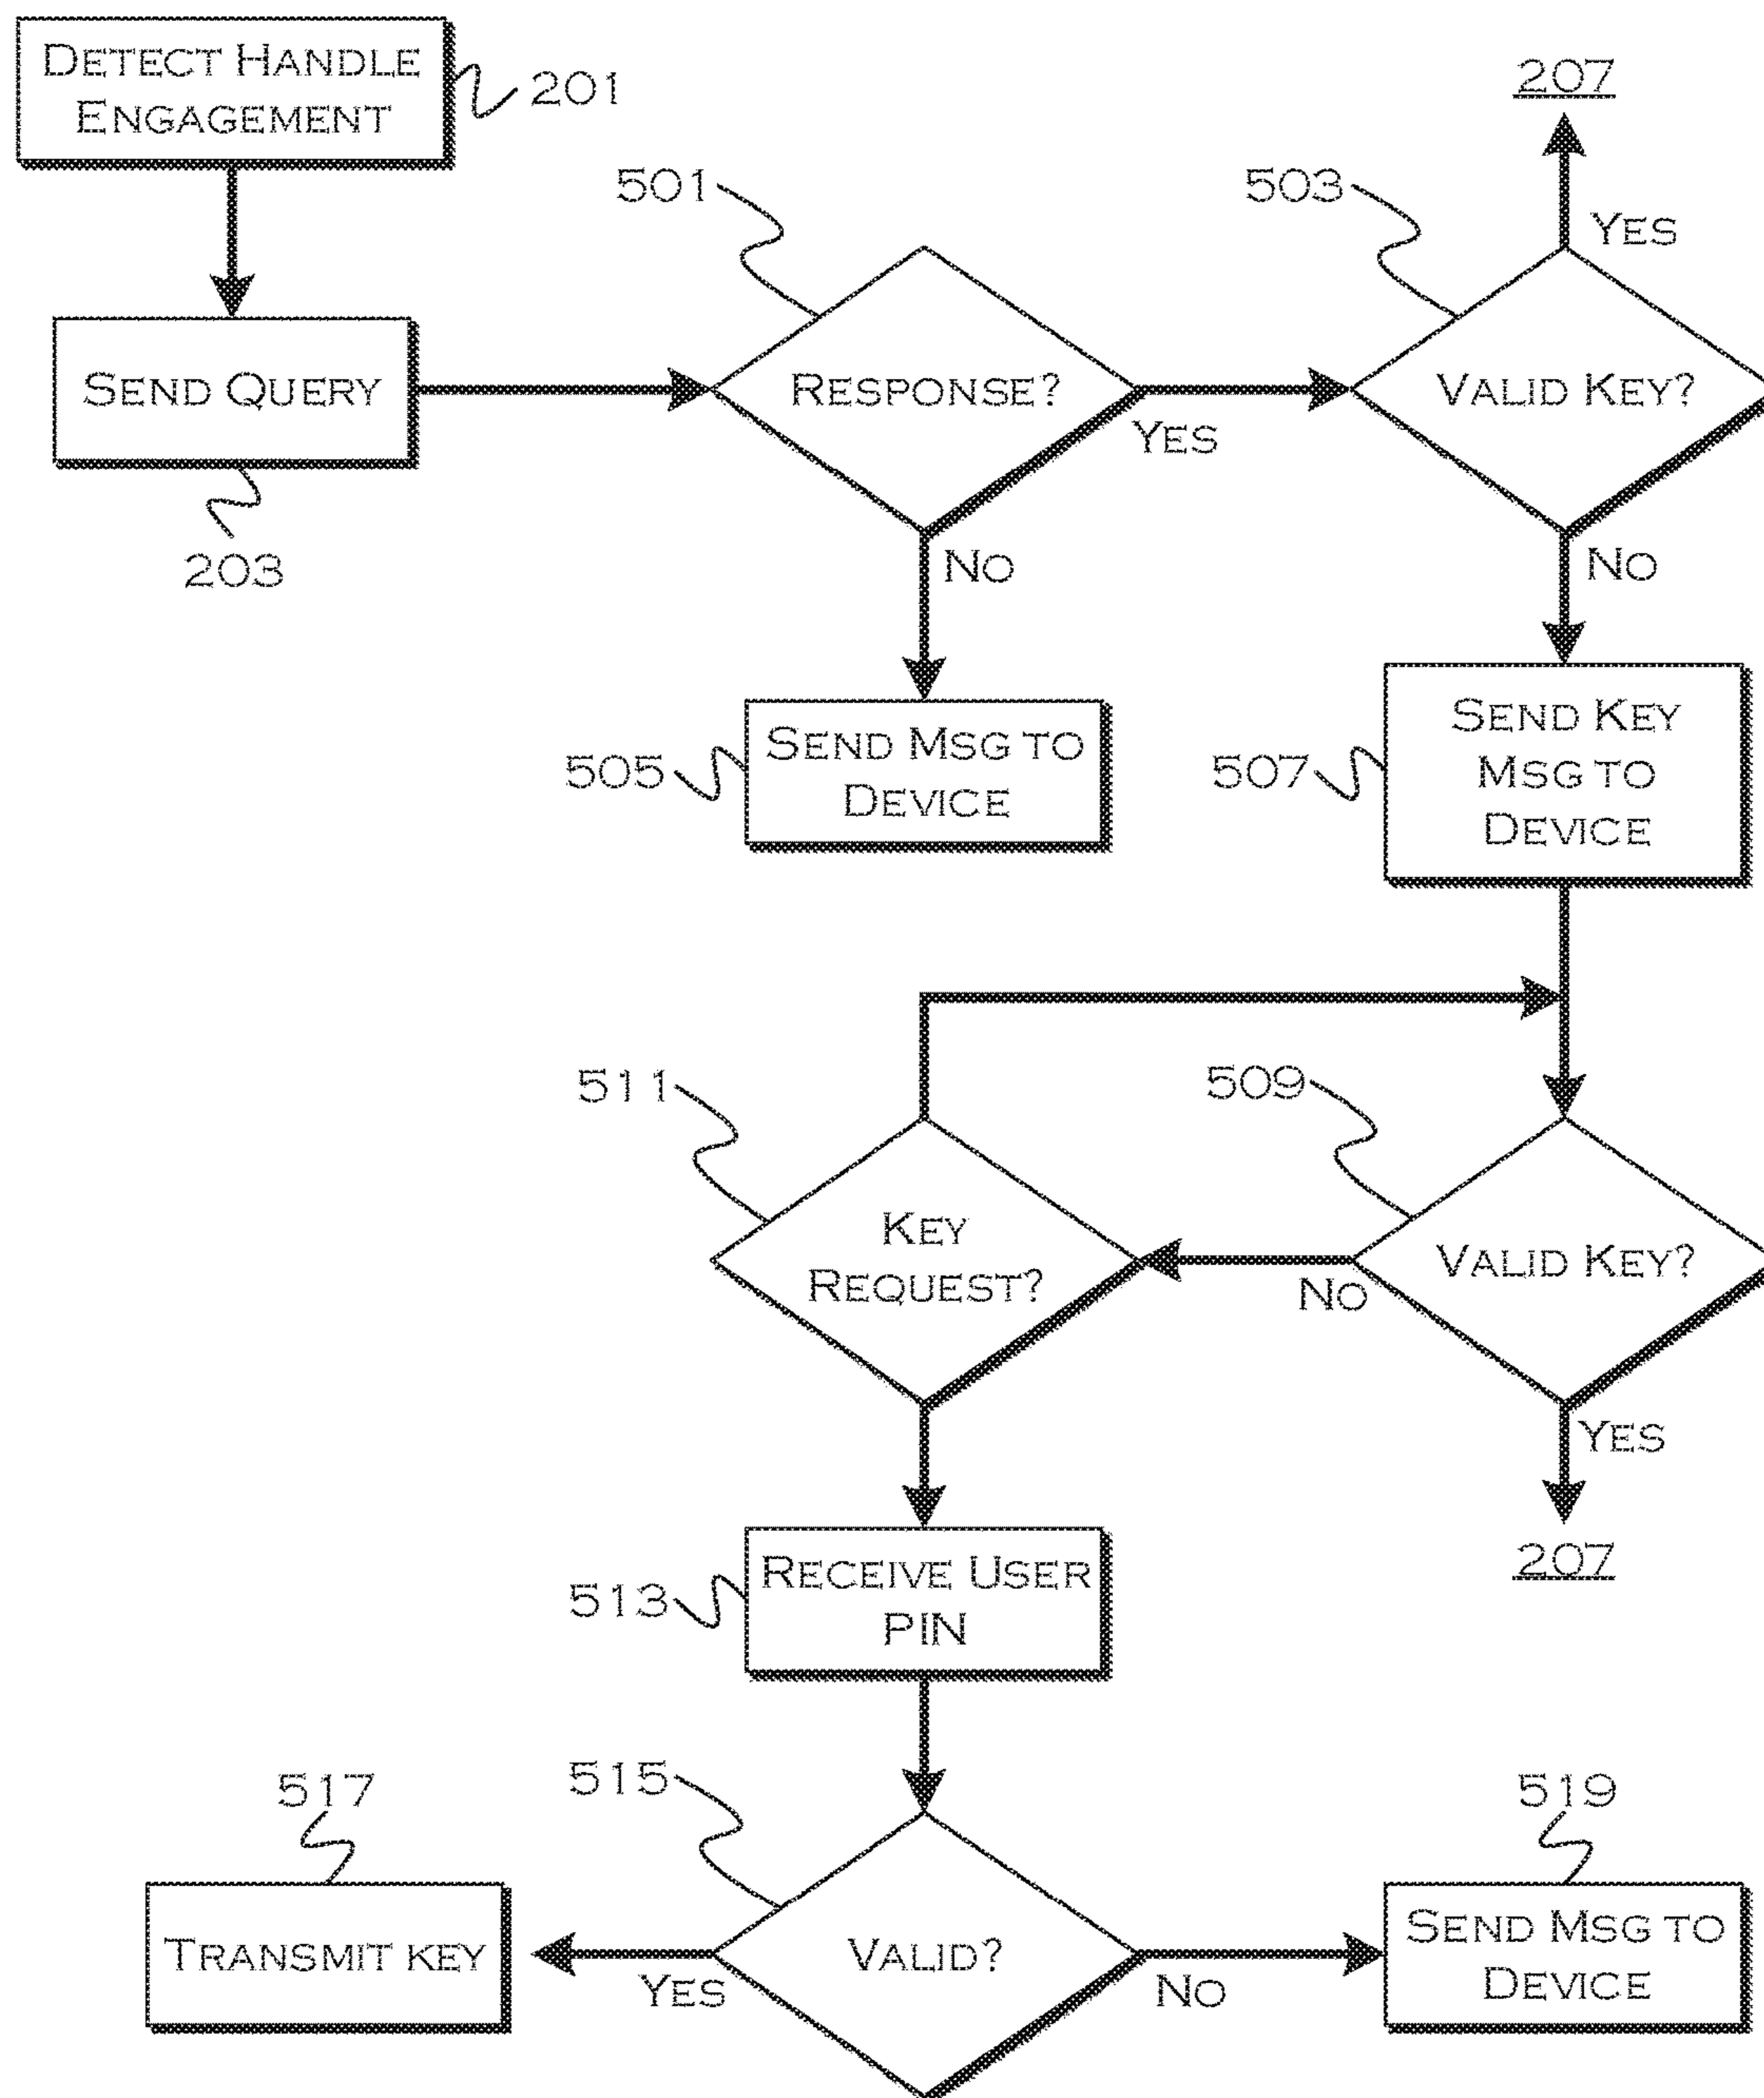 DETECT HANDLE
ENGAGEMENT
201
207
501
503
YES
SEND QUERY
RESPONSE?
VALID KEY?
YES
203
NO
NO
505
SEND MSG TO
DEVICE
507
SEND KEY
MSG TO
DEVICE
511
509
KEY
REQUEST?
VALID KEY?
NO
YES
207
513
RECEIVE USER
PIN
517
515
519
TRANSMIT KEY
VALID?
SEND MSG TO
DEVICE
YES
NO